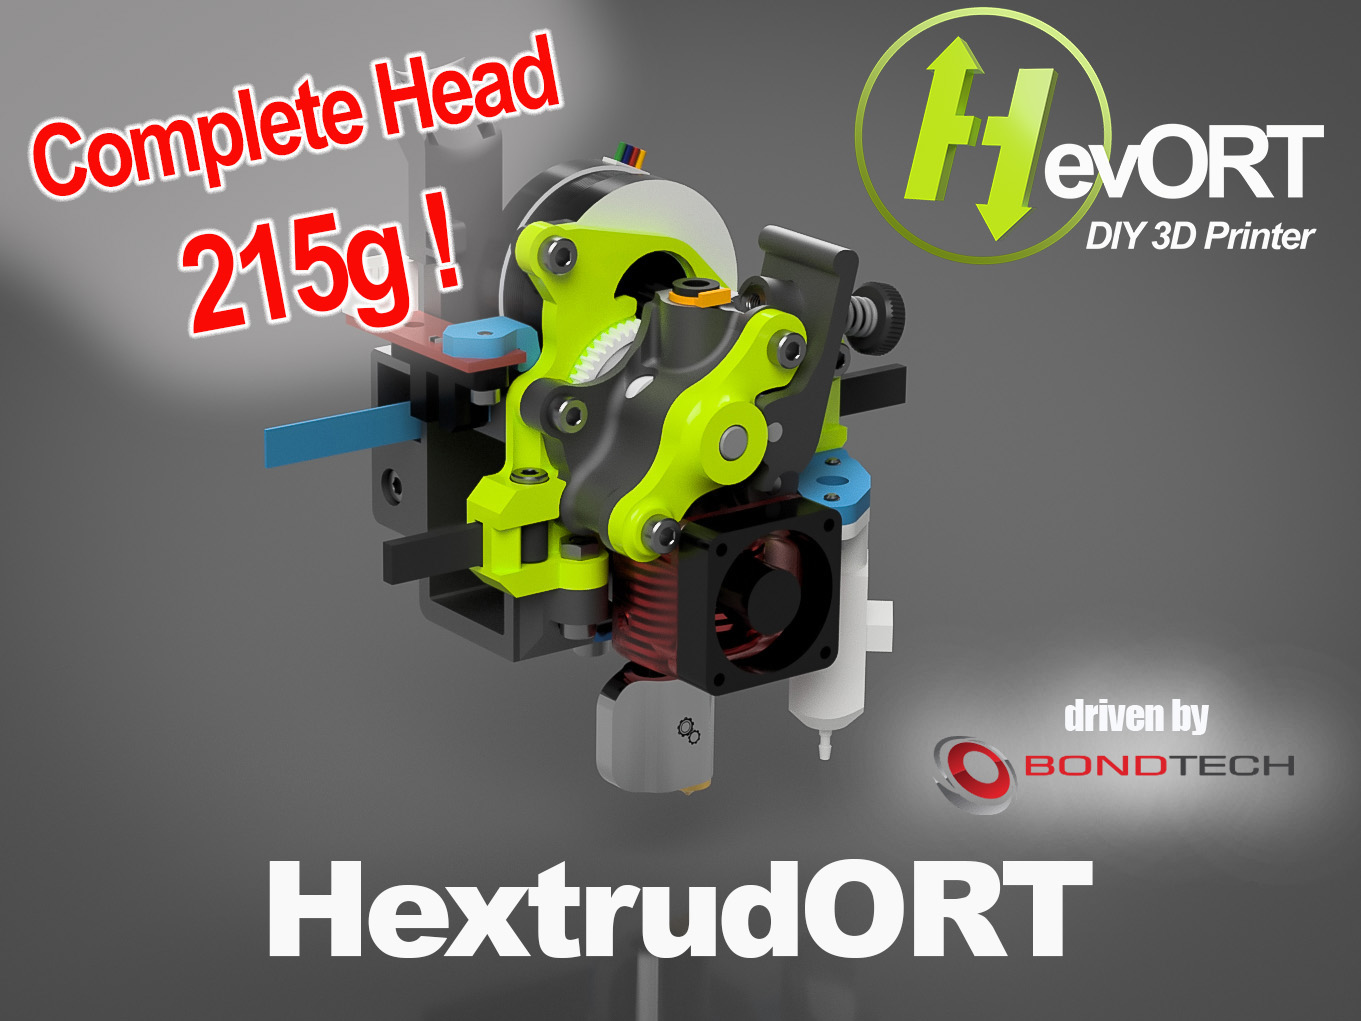 Complete Head
215g !
HevORT
DIY 3D Printer
driven by
BONDTECH
HextrudORT